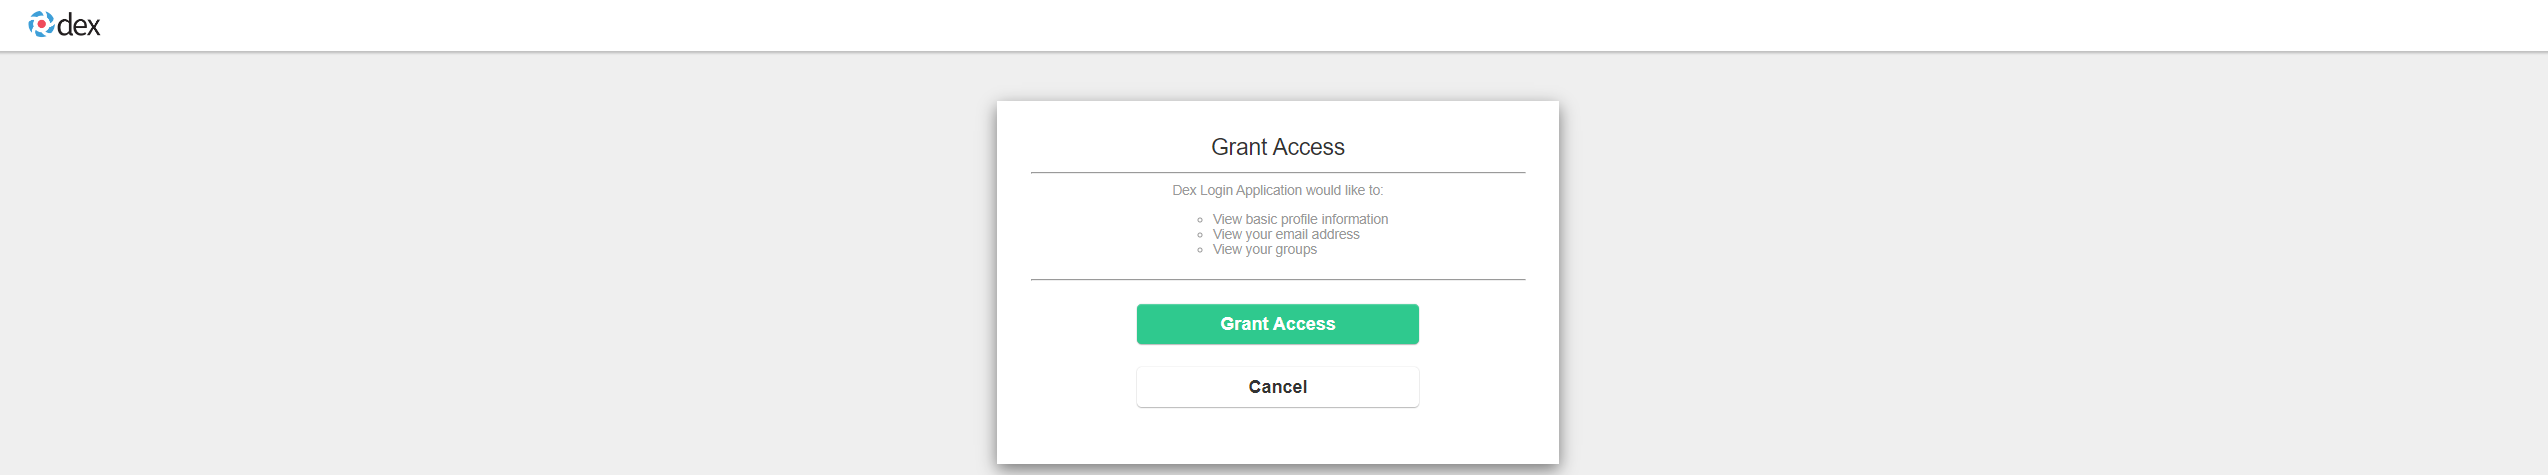 dex
Grant Access
Dex Login Application would like to:
View basic profile information
View your email address
View your groups
Grant Access
Cancel